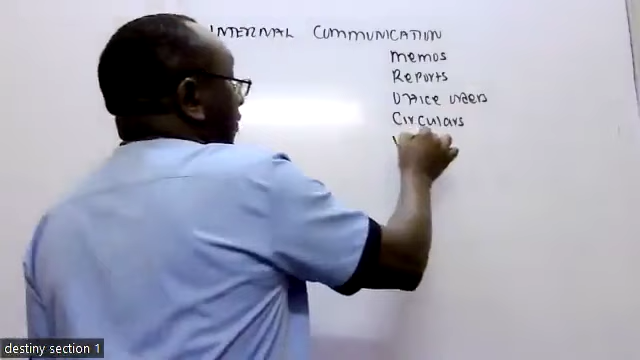 INTERNAL COMMUNICATION
Memos
Reports
Office orders
Circulars
destiny section 1